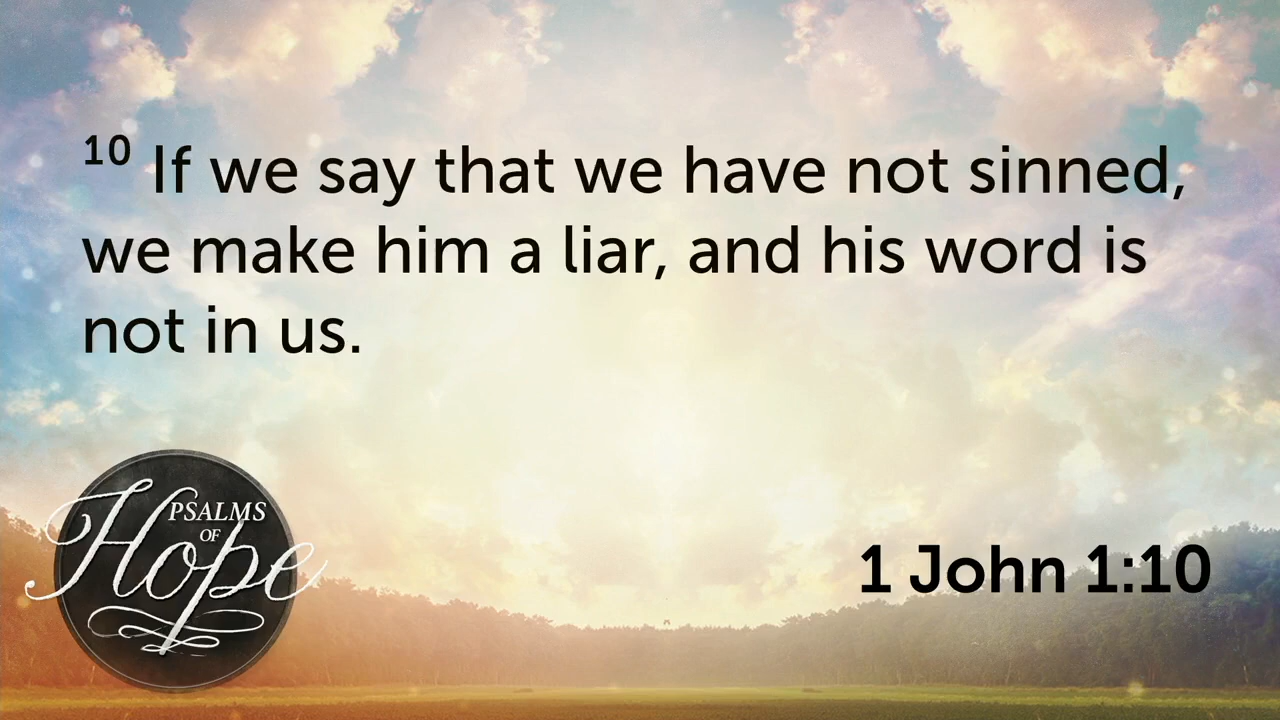 10 If we say that we have not sinned,
we make him a liar, and his word is
not in us.
PSALMS
OF
Hope
1 John 1:10